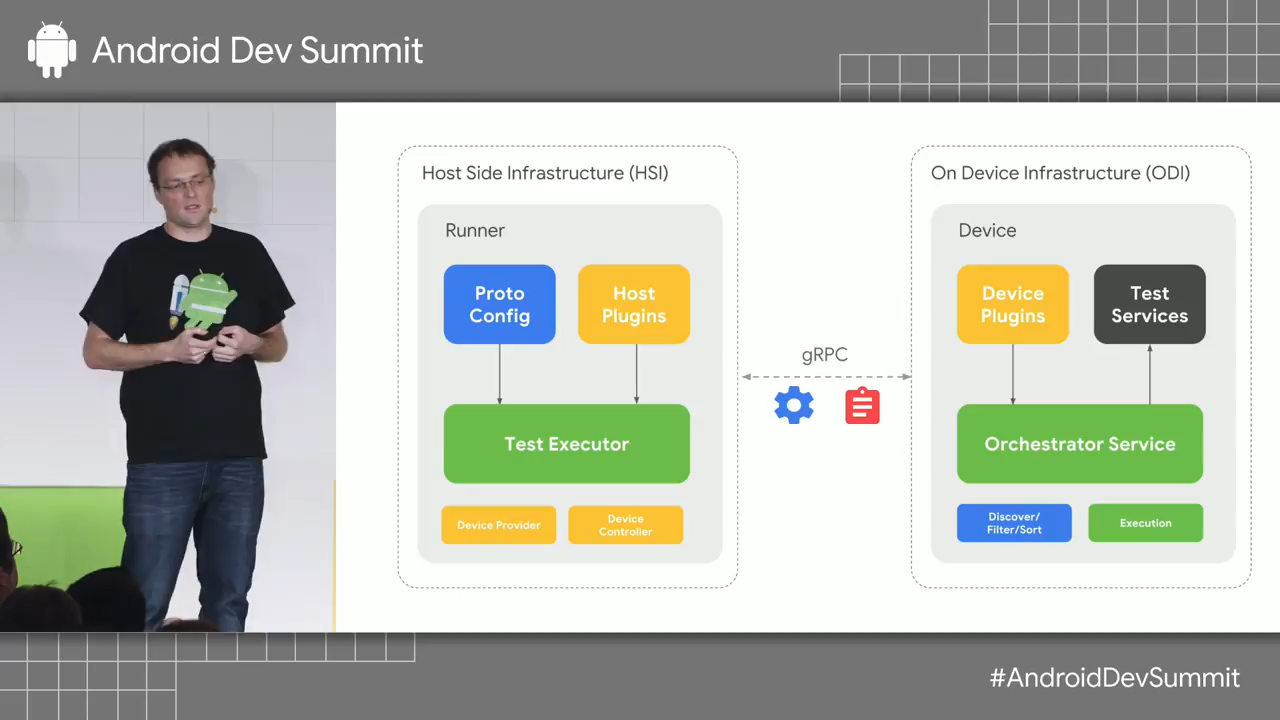 Android Dev Summit
Host Side Infrastructure (HSI)
Runner
Proto
Config
Host
Plugins
Test Executor
Device Provider
Device
Controller
gRPC
On Device Infrastructure (ODI)
Device
Device
Plugins
Test
Services
Orchestrator Service
Discover/
Filter/Sort
Execution
#AndroidDevSummit